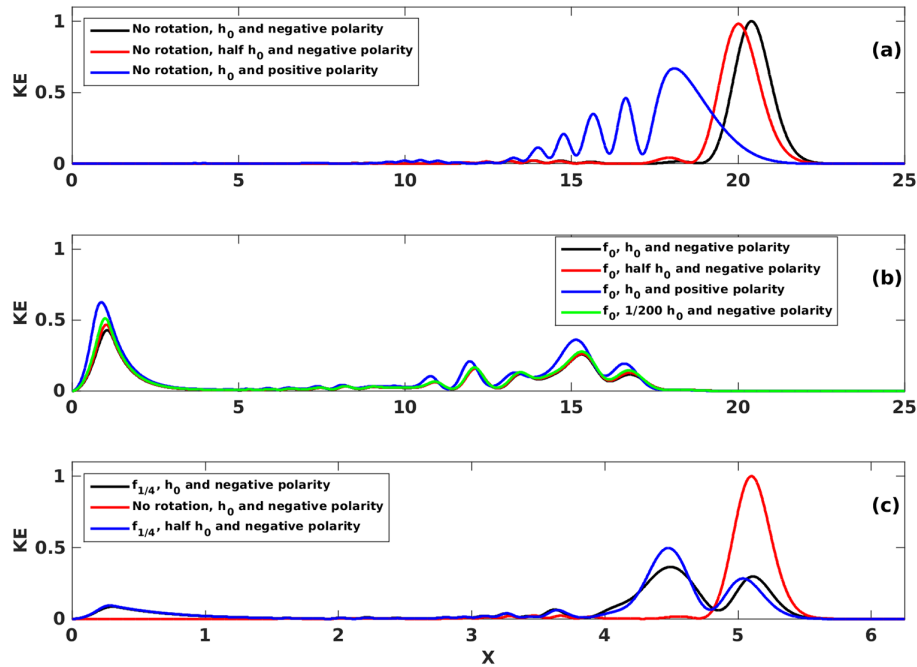 No rotation, h0 and negative polarity
No rotation, half h0 and negative polarity
No rotation, h0 and positive polarity
(a)
KE
1
0.5
0
0 5 10 15 20 25
f0, h0 and negative polarity
f0, half h0 and negative polarity
f0, h0 and positive polarity
f0, 1/200 h0 and negative polarity
(b)
KE
1
0.5
0
0 5 10 15 20 25
f1/4, h0 and negative polarity
No rotation, h0 and negative polarity
f1/4, half h0 and negative polarity
(c)
KE
1
0.5
0
0 1 2 3 4 5 6
X